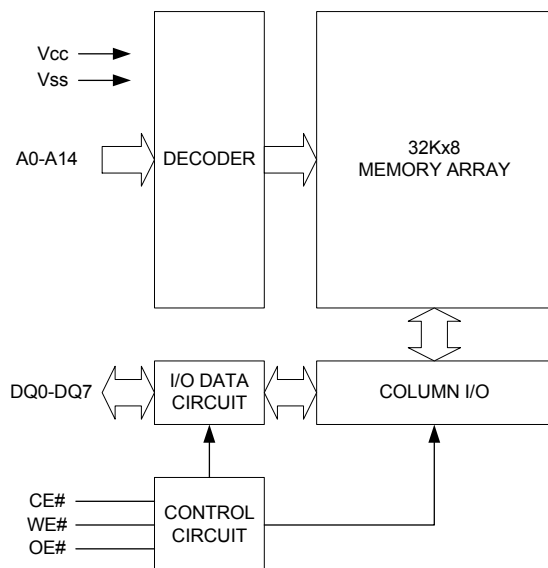 Vcc
Vss
A0-A14
DECODER
32Kx8
MEMORY ARRAY
DQ0-DQ7
I/O DATA
CIRCUIT
COLUMN I/O
CE#
WE#
OE#
CONTROL
CIRCUIT